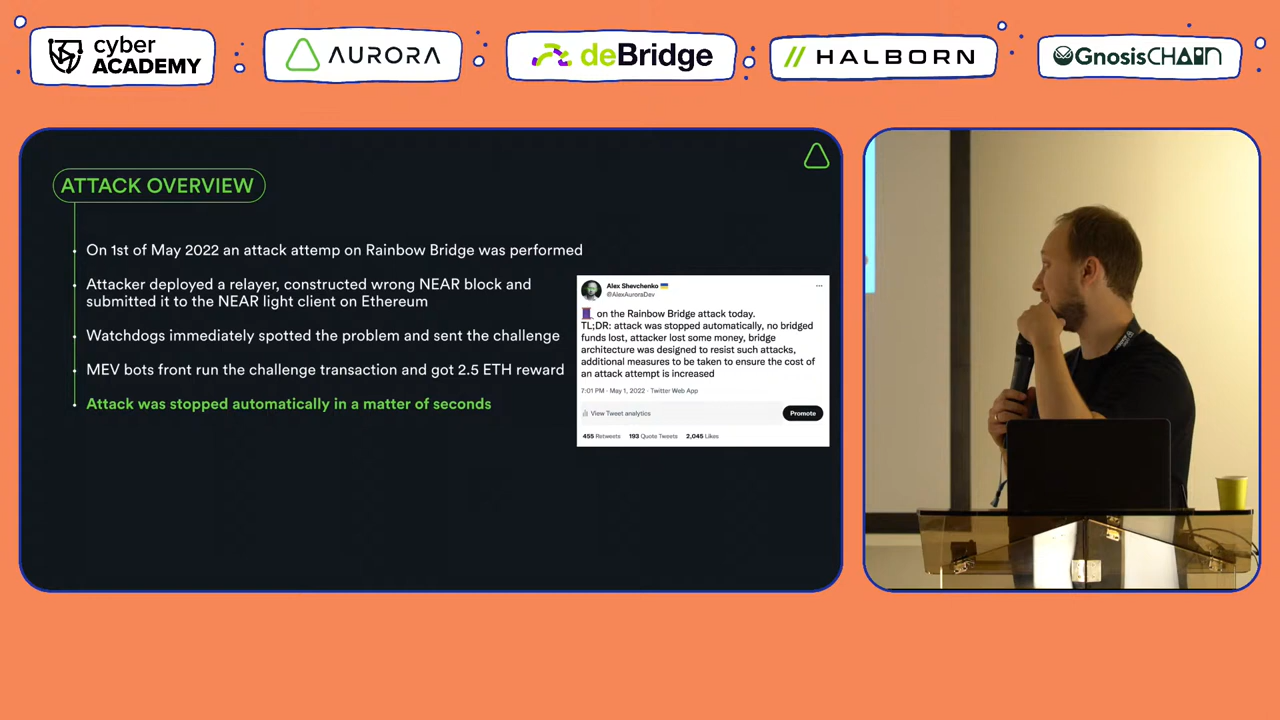 cyber
ACADEMY
AURORA
deBridge
HALBORN
GnosisCHAIN
ATTACK OVERVIEW
On 1st of May 2022 an attack attemp on Rainbow Bridge was performed
Attacker deployed a relayer, constructed wrong NEAR block and
submitted it to the NEAR light client on Ethereum
Watchdogs immediately spotted the problem and sent the challenge
MEV bots front run the challenge transaction and got 2.5 ETH reward
Attack was stopped automatically in a matter of seconds
Alex Shevchenko
@AlexAuroraDev
on the Rainbow Bridge attack today.
TL;DR: attack was stopped automatically, no bridged
funds lost, attacker lost some money, bridge
architecture was designed to resist such attacks,
additional measures to be taken to ensure the cost of
an attack attempt is increased
7:01 PM · May 1, 2022 · Twitter Web App
View Tweet analytics
Promote
455 Retweets 193 Quote Tweets 2,045 Likes